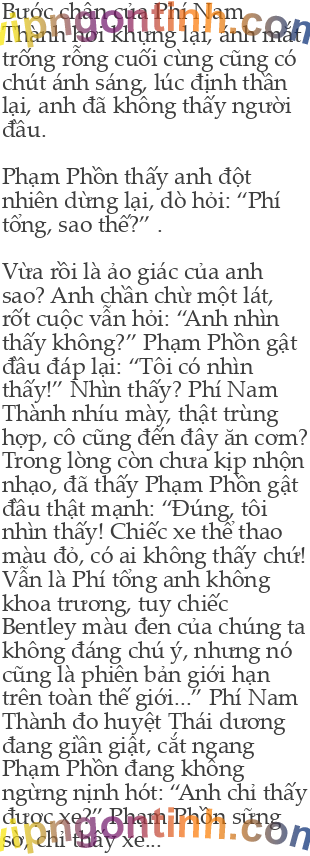 Bước chân của Phí Nam
Thành hơi khựng lại, ánh mắt
trống rỗng cuối cùng cũng có
chút ánh sáng, lúc định thần
lại, anh đã không thấy người
đâu.
Phạm Phồn thấy anh đột
nhiên dừng lại, dò hỏi: “Phí
tổng, sao thế?” .
Vừa rồi là ảo giác của anh
sao? Anh chần chừ một lát,
rốt cuộc vẫn hỏi: “Anh nhìn
thấy không?” Phạm Phồn gật
đầu đáp lại: “Tôi có nhìn
thấy!” Nhìn thấy? Phí Nam
Thành nhíu mày, thật trùng
hợp, cô cũng đến đây ăn cơm?
Trong lòng còn chưa kịp nhộn
nhạo, đã thấy Phạm Phồn gật
đầu thật mạnh: “Đúng, tôi
nhìn thấy! Chiếc xe thể thao
màu đỏ, có ai không thấy chứ!
Vẫn là Phí tổng anh không
khoa trương, tuy chiếc
Bentley màu đen của chúng ta
không đáng chú ý, nhưng nó
cũng là phiên bản giới hạn
trên toàn thế giới...” Phí Nam
Thành đo huyệt Thái dương
đang gần giật, cắt ngang
Phạm Phồn đang không
ngừng nịnh hót: “Anh chỉ thấy
được xe?” Phạm Phồn sững
sờ, chỉ thấy xe...
vipngontinh.com
vipngontinh.com